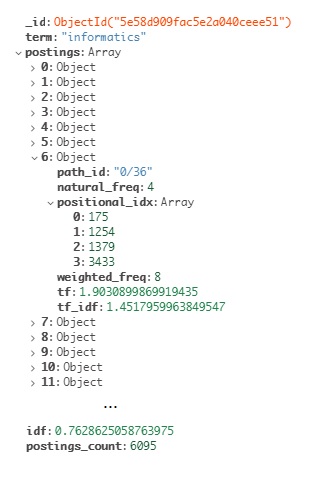 _id: ObjectId("5e58d909fac5e2a040ceee51")
term: "informatics"
postings: Array
0: Object
1: Object
2: Object
3: Object
4: Object
5: Object
6: Object
path_id: "0/36"
natural_freq: 4
positional_idx: Array
0: 175
1: 1254
2: 1379
3: 3433
weighted_freq: 8
tf: 1.9030899869919435
tf_idf: 1.4517959963849547
7: Object
8: Object
9: Object
10: Object
11: Object
...
idf: 0.7628625058763975
postings_count: 6095